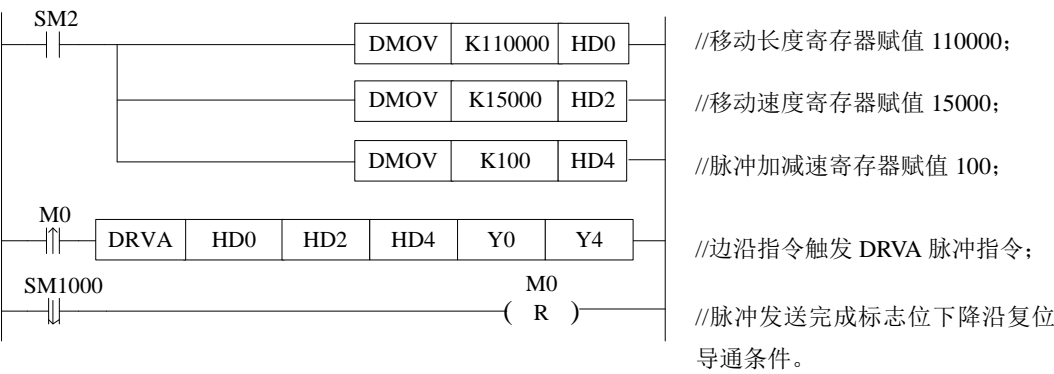 SM2
DMOV K110000 HD0 //移动长度寄存器赋值 110000；
DMOV K15000 HD2 //移动速度寄存器赋值 15000；
DMOV K100 HD4 //脉冲加减速寄存器赋值 100；
M0
DRVA HD0 HD2 HD4 Y0 Y4 //边沿指令触发 DRVA 脉冲指令；
SM1000 M0
( R ) //脉冲发送完成标志位下降沿复位
导通条件。